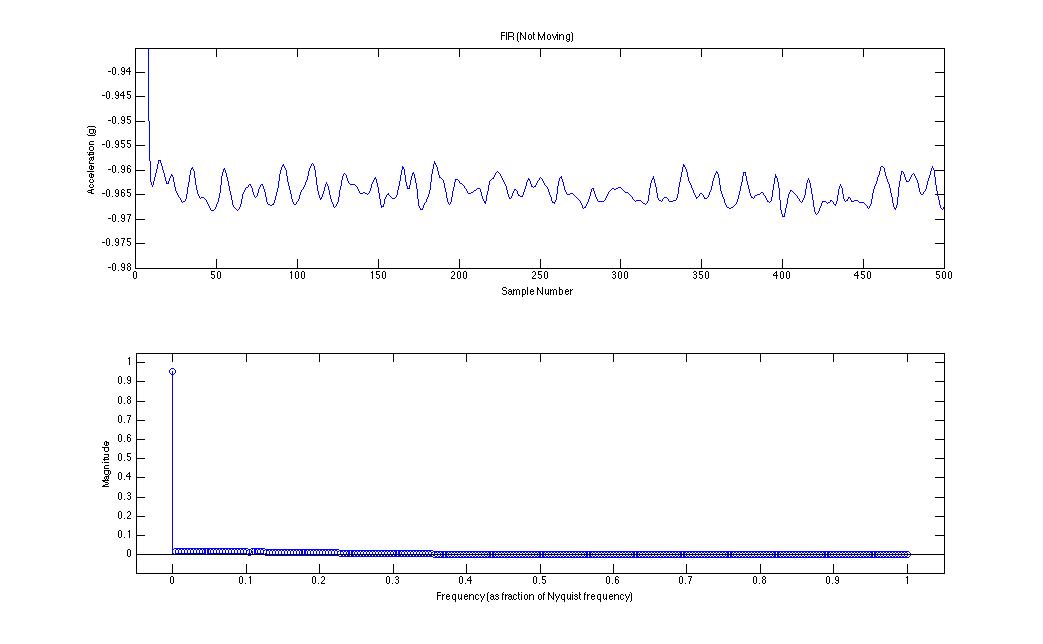 FIR (Not Moving)
-0.94
-0.945
-0.95
-0.955
-0.96
-0.965
-0.97
-0.975
-0.98
Acceleration (g)
0 50 100 150 200 250 300 350 400 450 500
Sample Number
1
0.9
0.8
0.7
0.6
0.5
0.4
0.3
0.2
0.1
0
Magnitude
0 0.1 0.2 0.3 0.4 0.5 0.6 0.7 0.8 0.9 1
Frequency (as fraction of Nyquist frequency)